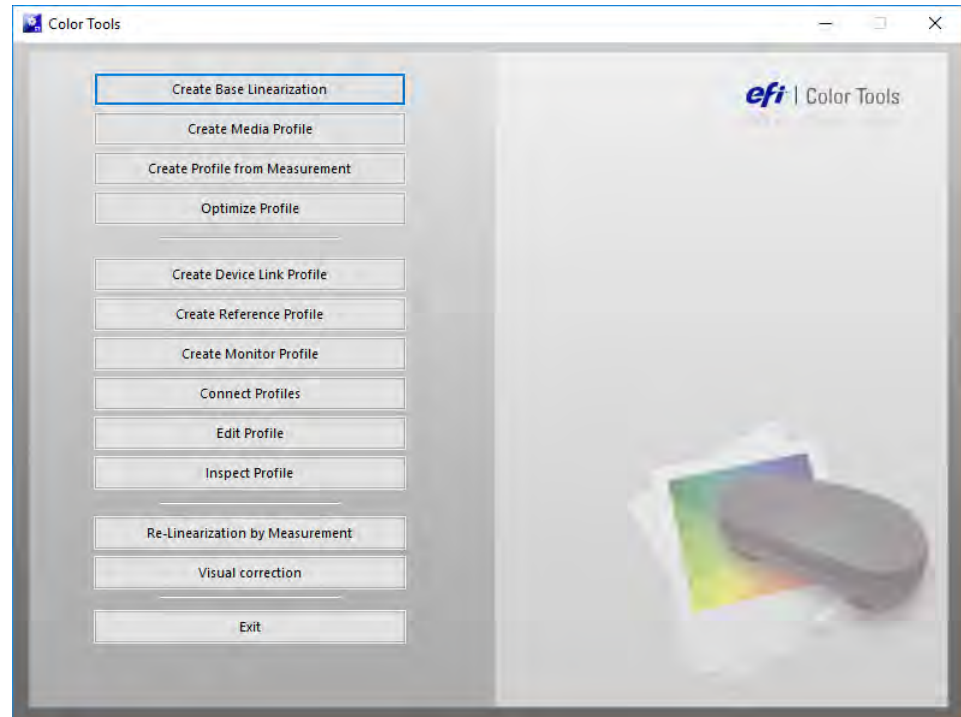 Color Tools
Create Base Linearization
efi | Color Tools
Create Media Profile
Create Profile from Measurement
Optimize Profile
Create Device Link Profile
Create Reference Profile
Create Monitor Profile
Connect Profiles
Edit Profile
Inspect Profile
Re-Linearization by Measurement
Visual correction
Exit